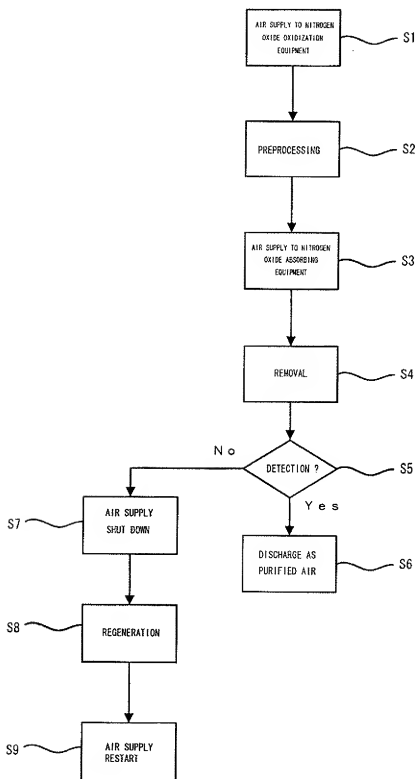 AIR SUPPLY TO NITROGEN
OXIDE OXIDIZATION
EQUIPMENT
S1
PREPROCESSING
S2
AIR SUPPLY TO NITROGEN
OXIDE ABSORBING
EQUIPMENT
S3
REMOVAL
S4
DETECTION ?
S5
No
Yes
S7
AIR SUPPLY
SHUT DOWN
DISCHARGE AS
PURIFIED AIR
S6
S8
REGENERATION
S9
AIR SUPPLY
RESTART